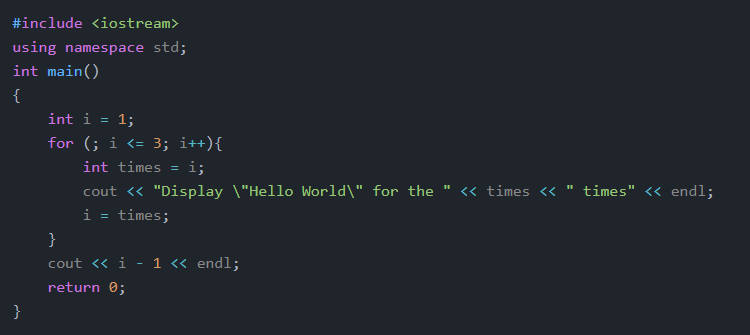 #include <iostream>
using namespace std;
int main()
{
    int i = 1;
    for (; i <= 3; i++){
        int times = i;
        cout << "Display \"Hello World\" for the " << times << " times" << endl;
        i = times;
    }
    cout << i - 1 << endl;
    return 0;
}